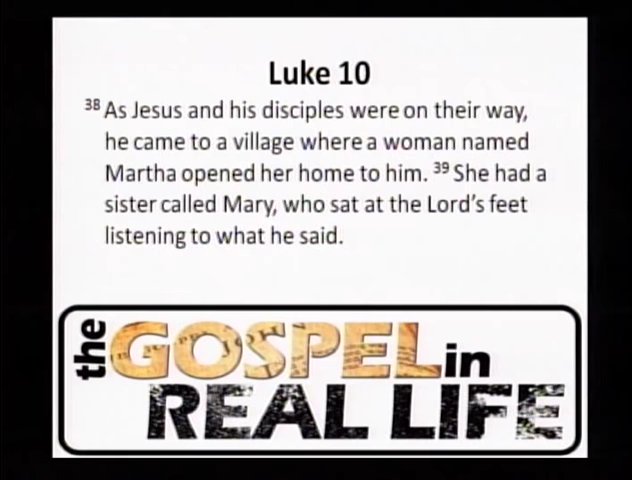 Luke 10
38 As Jesus and his disciples were on their way,
he came to a village where a woman named
Martha opened her home to him. 39 She had a
sister called Mary, who sat at the Lord's feet
listening to what he said.
the GOSPEL in
REAL LIFE